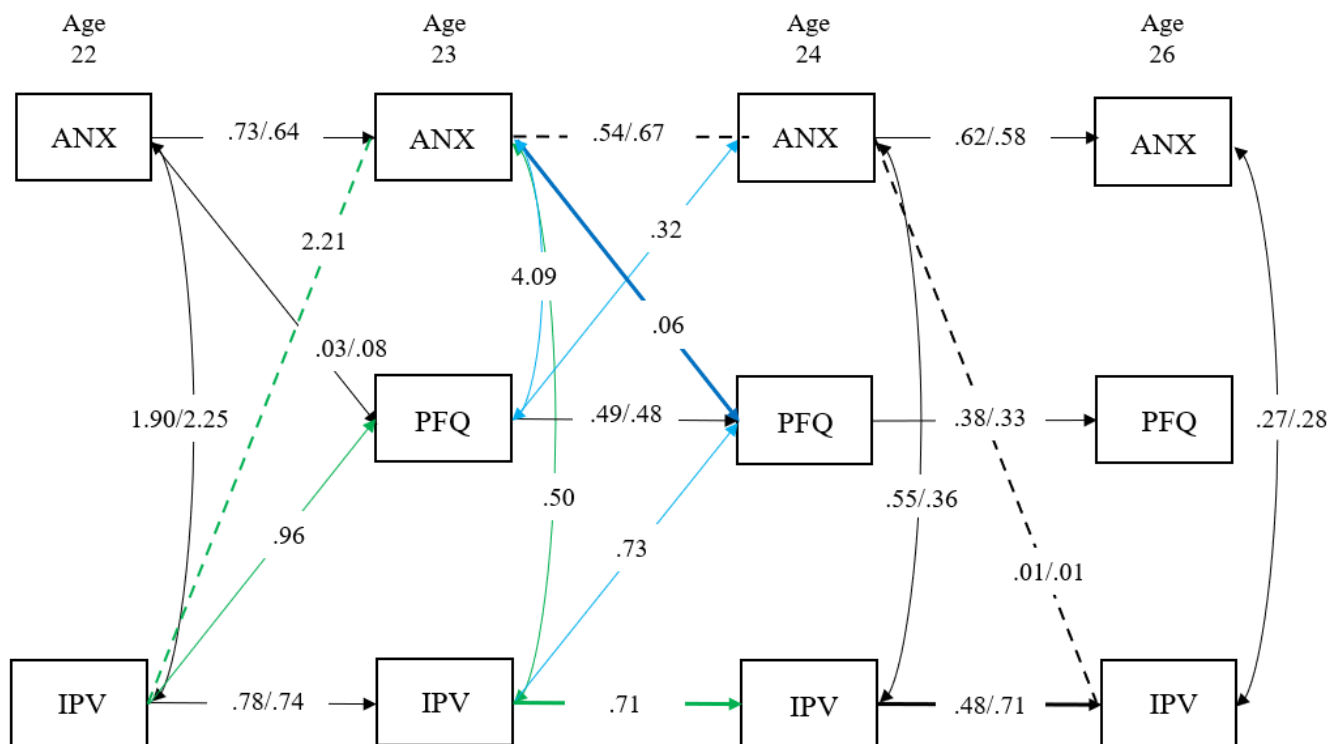 Age
22
Age
23
Age
24
Age
26
ANX
.73/.64
ANX
.54/.67
ANX
.62/.58
ANX
2.21
.32
4.09
.06
.03/.08
1.90/2.25
PFQ
.49/.48
PFQ
.38/.33
PFQ
.27/.28
.50
.55/.36
.96
.73
.01/.01
IPV
.78/.74
IPV
.71
IPV
.48/.71
IPV